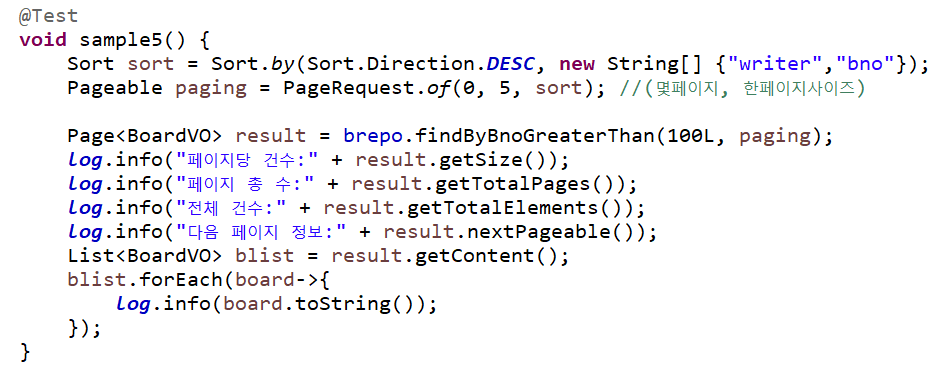 @Test
void sample5() {
    Sort sort = Sort.by(Sort.Direction.DESC, new String[] {"writer","bno"});
    Pageable paging = PageRequest.of(0, 5, sort); //(몇페이지, 한페이지사이즈)

    Page<BoardVO> result = brepo.findByBnoGreaterThan(100L, paging);
    log.info("페이지당 건수:" + result.getSize());
    log.info("페이지 총 수:" + result.getTotalPages());
    log.info("전체 건수:" + result.getTotalElements());
    log.info("다음 페이지 정보:" + result.nextPageable());
    List<BoardVO> blist = result.getContent();
    blist.forEach(board->{
        log.info(board.toString());
    });
}